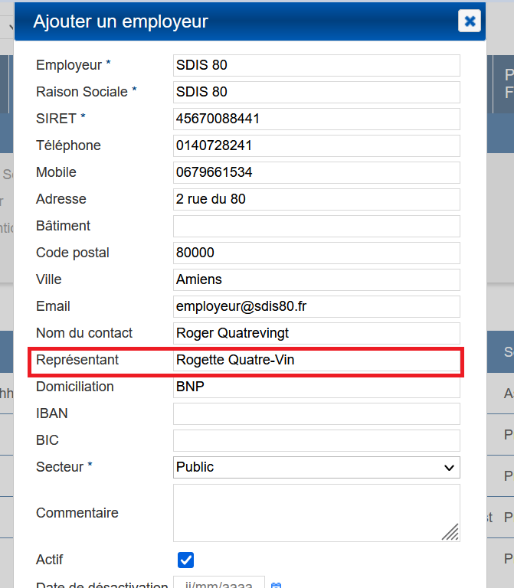 Ajouter un employeur
Employeur * SDIS 80
Raison Sociale * SDIS 80
SIRET * 45670088441
Téléphone 0140728241
Mobile 0679661534
Adresse 2 rue du 80
Bâtiment
Code postal 80000
Ville Amiens
Email employeur@sdis80.fr
Nom du contact Roger Quatrevingt
Représentant Rogette Quatre-Vin
Domiciliation BNP
IBAN
BIC
Secteur * Public
Commentaire
Actif
Date de désactivation jj/mm/aaaa